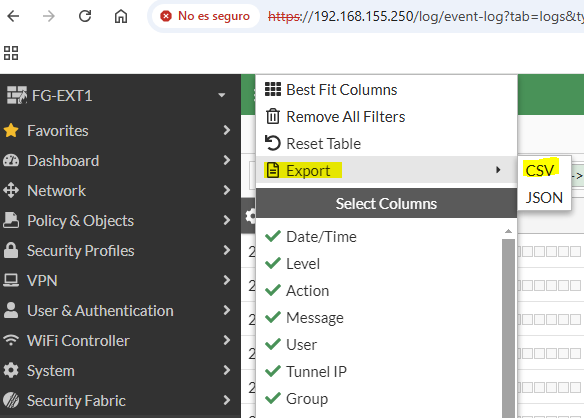 No es seguro
https://192.168.155.250/log/event-log?tab=logs&ty
FG-EXT1
Favorites
Dashboard
Network
Policy & Objects
Security Profiles
VPN
User & Authentication
WiFi Controller
System
Security Fabric
Best Fit Columns
Remove All Filters
Reset Table
Export
CSV
JSON
Select Columns
Date/Time
Level
Action
Message
User
Tunnel IP
Group